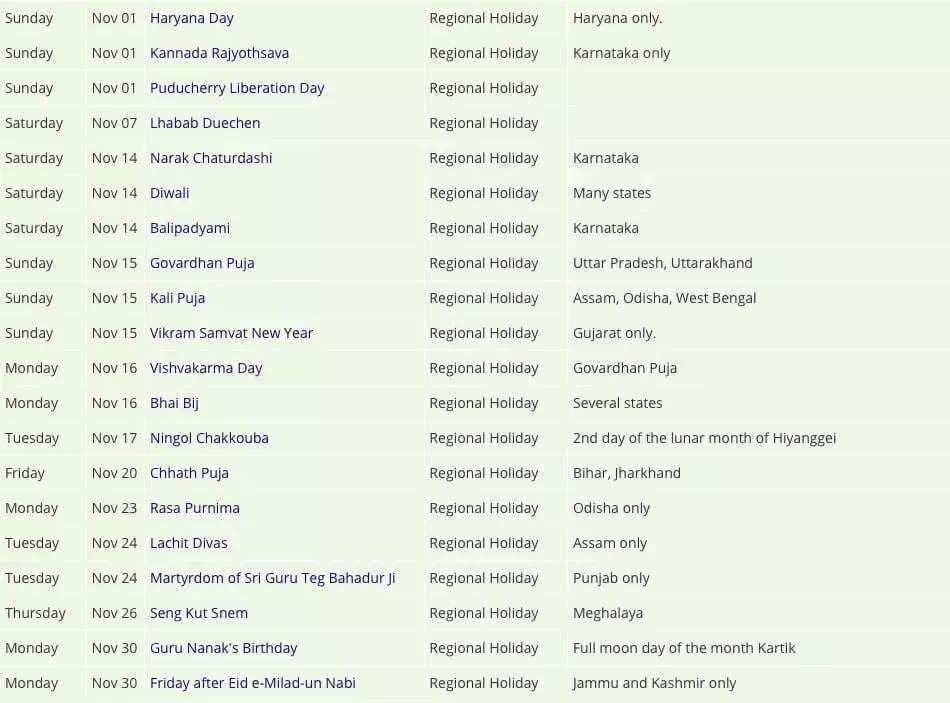 Sunday Nov 01 Haryana Day Regional Holiday Haryana only.
Sunday Nov 01 Kannada Rajyothsava Regional Holiday Karnataka only
Sunday Nov 01 Puducherry Liberation Day Regional Holiday
Saturday Nov 07 Lhabab Duechen Regional Holiday
Saturday Nov 14 Narak Chaturdashi Regional Holiday Karnataka
Saturday Nov 14 Diwali Regional Holiday Many states
Saturday Nov 14 Balipadyami Regional Holiday Karnataka
Sunday Nov 15 Govardhan Puja Regional Holiday Uttar Pradesh, Uttarakhand
Sunday Nov 15 Kali Puja Regional Holiday Assam, Odisha, West Bengal
Sunday Nov 15 Vikram Samvat New Year Regional Holiday Gujarat only.
Monday Nov 16 Vishvakarma Day Regional Holiday Govardhan Puja
Monday Nov 16 Bhai Bij Regional Holiday Several states
Tuesday Nov 17 Ningol Chakkouba Regional Holiday 2nd day of the lunar month of Hiyanggei
Friday Nov 20 Chhath Puja Regional Holiday Bihar, Jharkhand
Monday Nov 23 Rasa Purnima Regional Holiday Odisha only
Tuesday Nov 24 Lachit Divas Regional Holiday Assam only
Tuesday Nov 24 Martyrdom of Sri Guru Teg Bahadur Ji Regional Holiday Punjab only
Thursday Nov 26 Seng Kut Snem Regional Holiday Meghalaya
Monday Nov 30 Guru Nanak's Birthday Regional Holiday Full moon day of the month Kartik
Monday Nov 30 Friday after Eid e-Milad-un Nabi Regional Holiday Jammu and Kashmir only